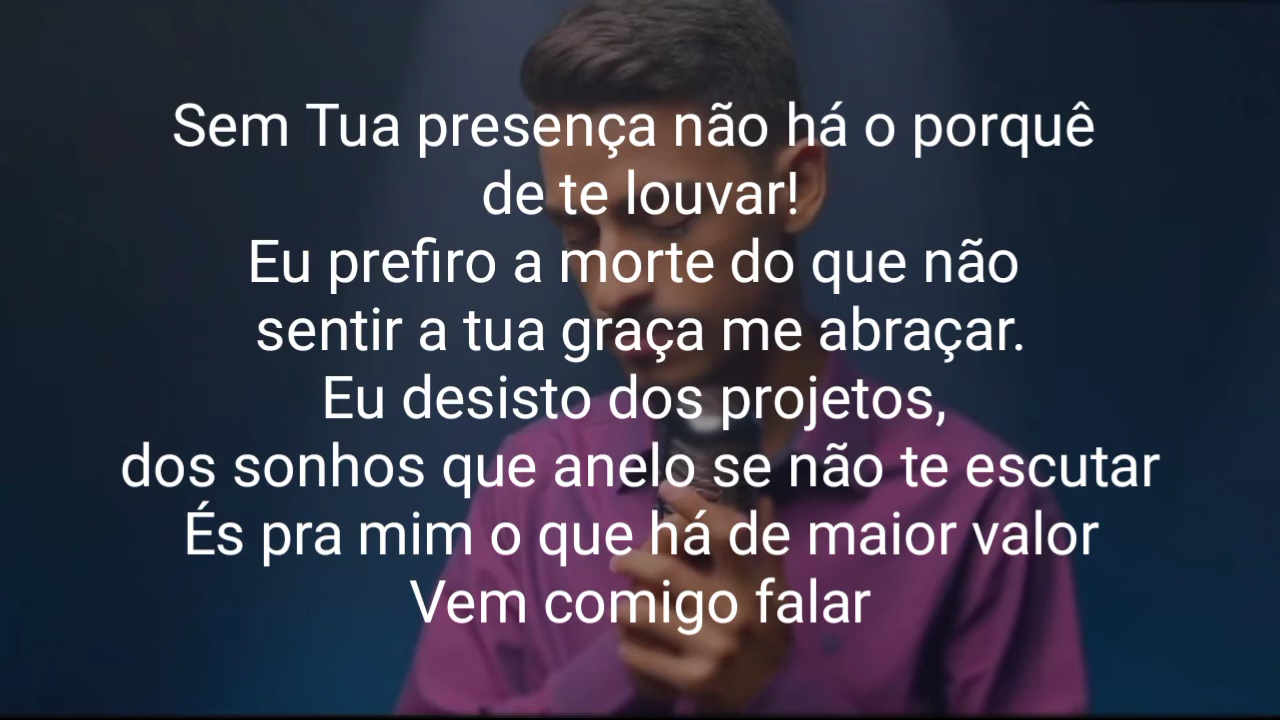 Sem Tua presença não há o porquê
de te louvar!
Eu prefiro a morte do que não
sentir a tua graça me abraçar.
Eu desisto dos projetos,
dos sonhos que anelo se não te escutar
És pra mim o que há de maior valor
Vem comigo falar